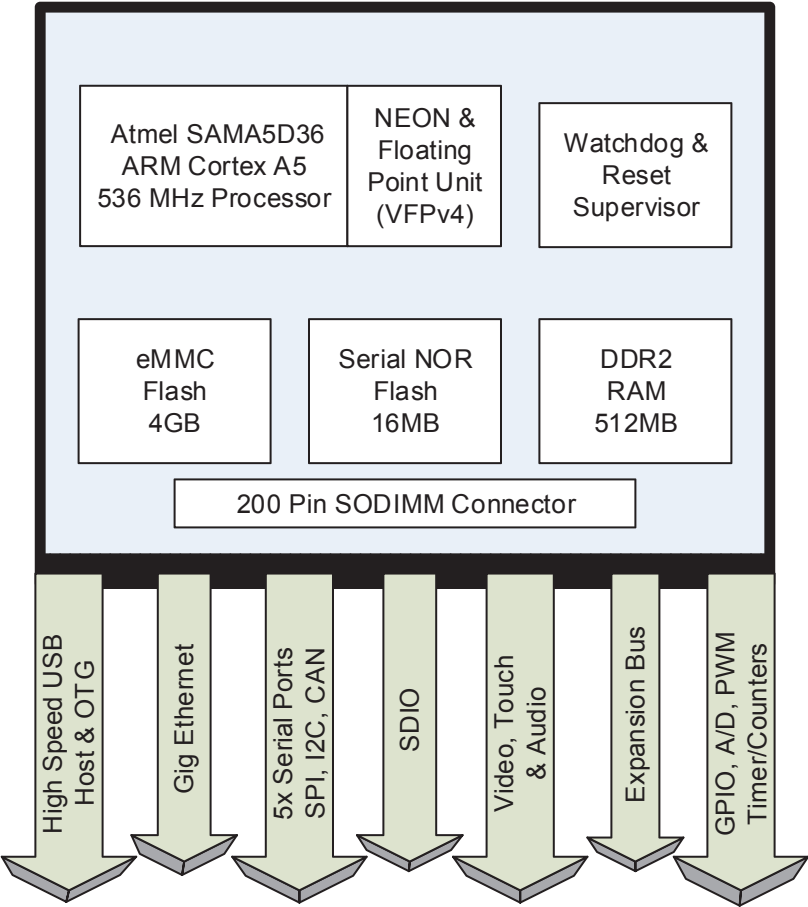 Atmel SAMA5D36
ARM Cortex A5
536 MHz Processor
NEON &
Floating
Point Unit
(VFPv4)
Watchdog &
Reset
Supervisor
eMMC
Flash
4GB
Serial NOR
Flash
16MB
DDR2
RAM
512MB
200 Pin SODIMM Connector
High Speed USB
Host & OTG
Gig Ethernet
5x Serial Ports
SPI, I2C, CAN
SDIO
Video, Touch
& Audio
Expansion Bus
GPIO, A/D, PWM
Timer/Counters